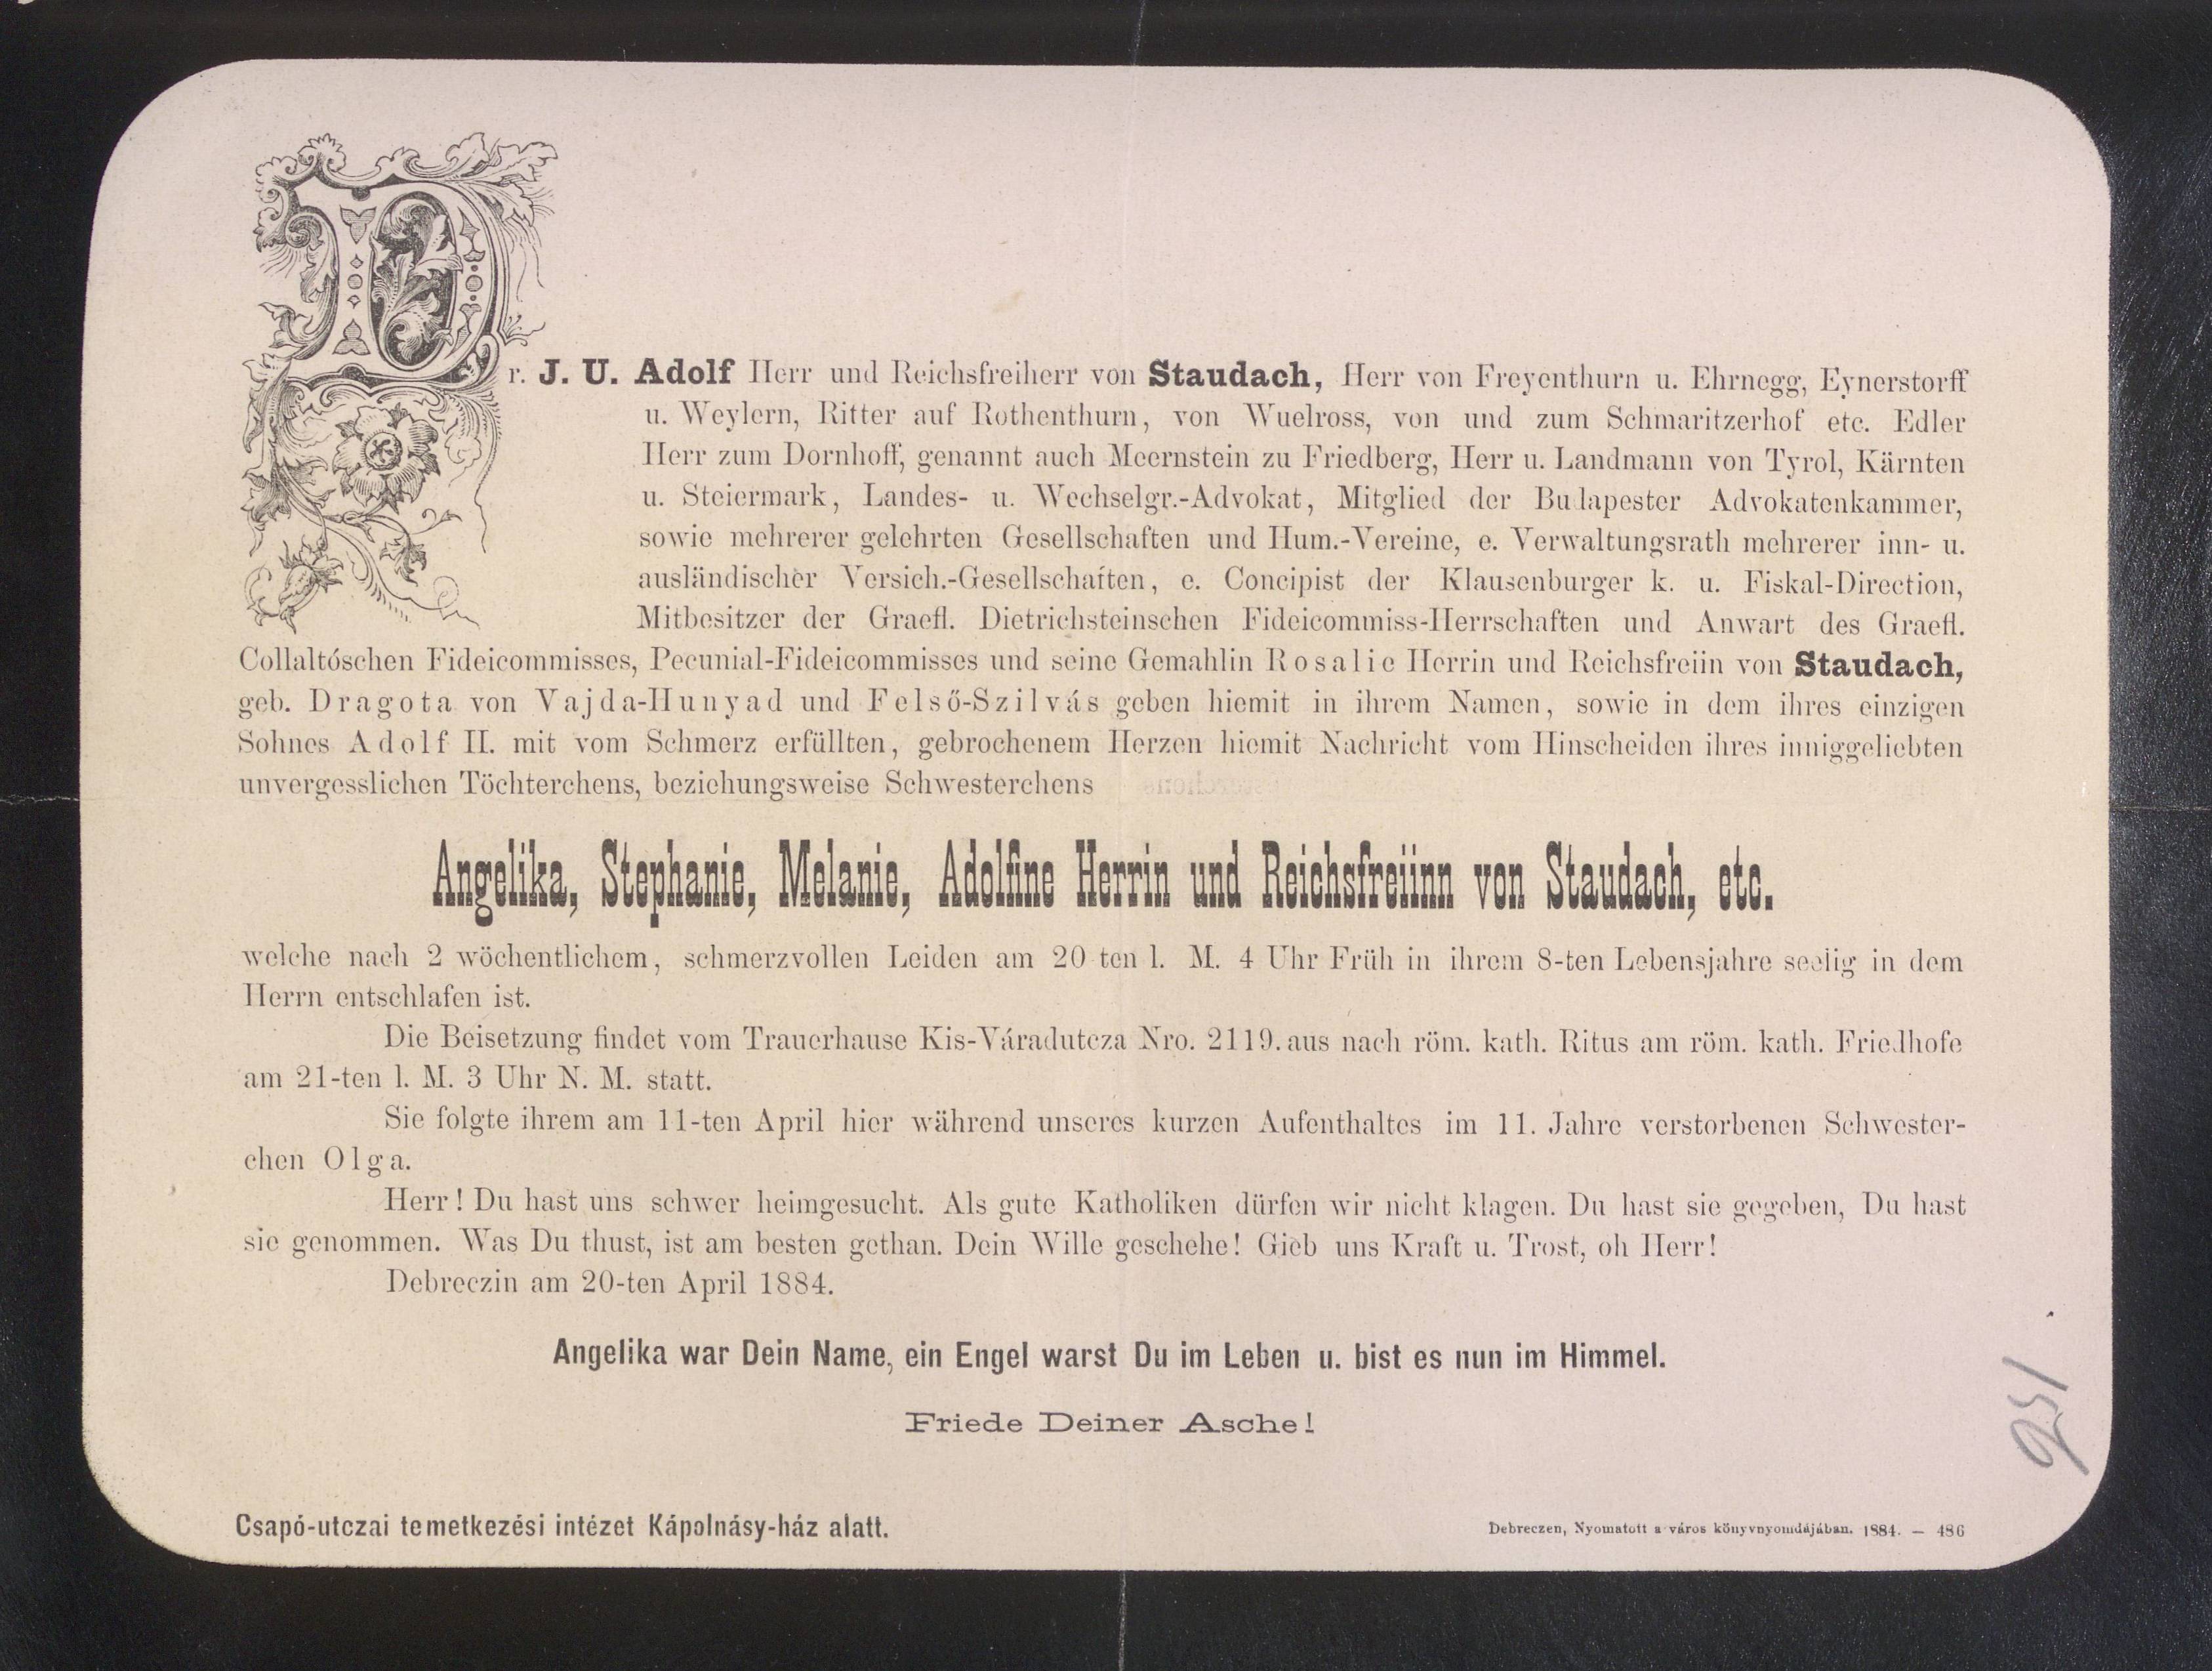 Dr. J. U. Adolf Herr und Reichsfreiherr von Staudach, Herr von Freyenthurn u. Ehrnegg, Eynerstorff
u. Weylern, Ritter auf Rothenthurn, von Wuelross, von und zum Schmaritzerhof etc. Edler
Herr zum Dornhoff, genannt auch Meernstein zu Friedberg, Herr u. Landmann von Tyrol, Kärnten
u. Steiermark, Landes- u. Wechselgr.-Advokat, Mitglied der Budapester Advokatenkammer,
sowie mehrerer gelehrten Gesellschaften und Hum.-Vereine, e. Verwaltungsrath mehrerer inn- u.
ausländischer Versich.-Gesellschaften, e. Concipist der Klausenburger k. u. Fiskal-Direction,
Mitbesitzer der Graefl. Dietrichsteinschen Fideicommiss-Herrschaften und Anwart des Graefl.
Collaltóschen Fideicommisses, Pecunial-Fideicommisses und seine Gemahlin Rosalie Herrin und Reichsfreiin von Staudach,
geb. Dragota von Vajda-Hunyad und Felső-Szilvás geben hiemit in ihrem Namen, sowie in dem ihres einzigen
Sohnes Adolf II. mit vom Schmerz erfüllten, gebrochenem Herzen hiemit Nachricht vom Hinscheiden ihres inniggeliebten
unvergesslichen Töchterchens, beziehungsweise Schwesterchens
Angelika, Stephanie, Melanie, Adolfine Herrin und Reichsfreiinn von Staudach, etc.
welche nach 2 wöchentlichem, schmerzvollen Leiden am 20-ten l. M. 4 Uhr Früh in ihrem 8-ten Lebensjahre seelig in dem
Herrn entschlafen ist.
Die Beisetzung findet vom Trauerhause Kis-Váradutcza Nro. 2119. aus nach röm. kath. Ritus am röm. kath. Friedhofe
am 21-ten l. M. 3 Uhr N. M. statt.
Sie folgte ihrem am 11-ten April hier während unseres kurzen Aufenthaltes im 11. Jahre verstorbenen Schwester-
chen Olga.
Herr! Du hast uns schwer heimgesucht. Als gute Katholiken dürfen wir nicht klagen. Du hast sie gegeben, Du hast
sie genommen. Was Du thust, ist am besten gethan. Dein Wille geschehe! Gieb uns Kraft u. Trost, oh Herr!
Debreczin am 20-ten April 1884.
Angelika war Dein Name, ein Engel warst Du im Leben u. bist es nun im Himmel.
Friede Deiner Asche!
Csapó-utczai temetkezési intézet Kápolnásy-ház alatt.
Debreczen, Nyomatott a város könyvnyomdájában. 1884. — 486